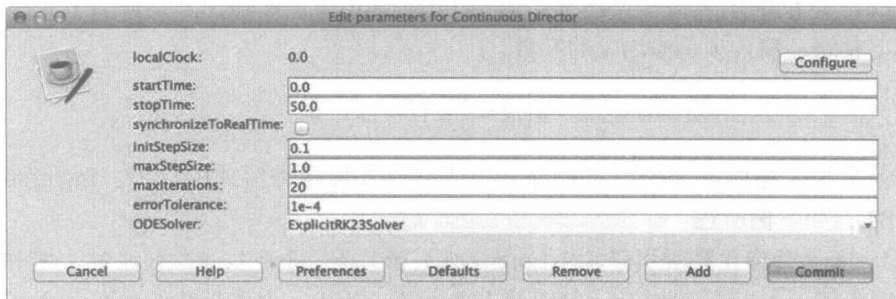 Edit parameters for Continuous Director
localClock: 0.0
Configure
startTime: 0.0
stopTime: 50.0
synchronizeToRealTime:
initStepSize: 0.1
maxStepSize: 1.0
maxIterations: 20
errorTolerance: 1e-4
ODESolver: ExplicitRK23Solver
Cancel Help Preferences Defaults Remove Add Commit